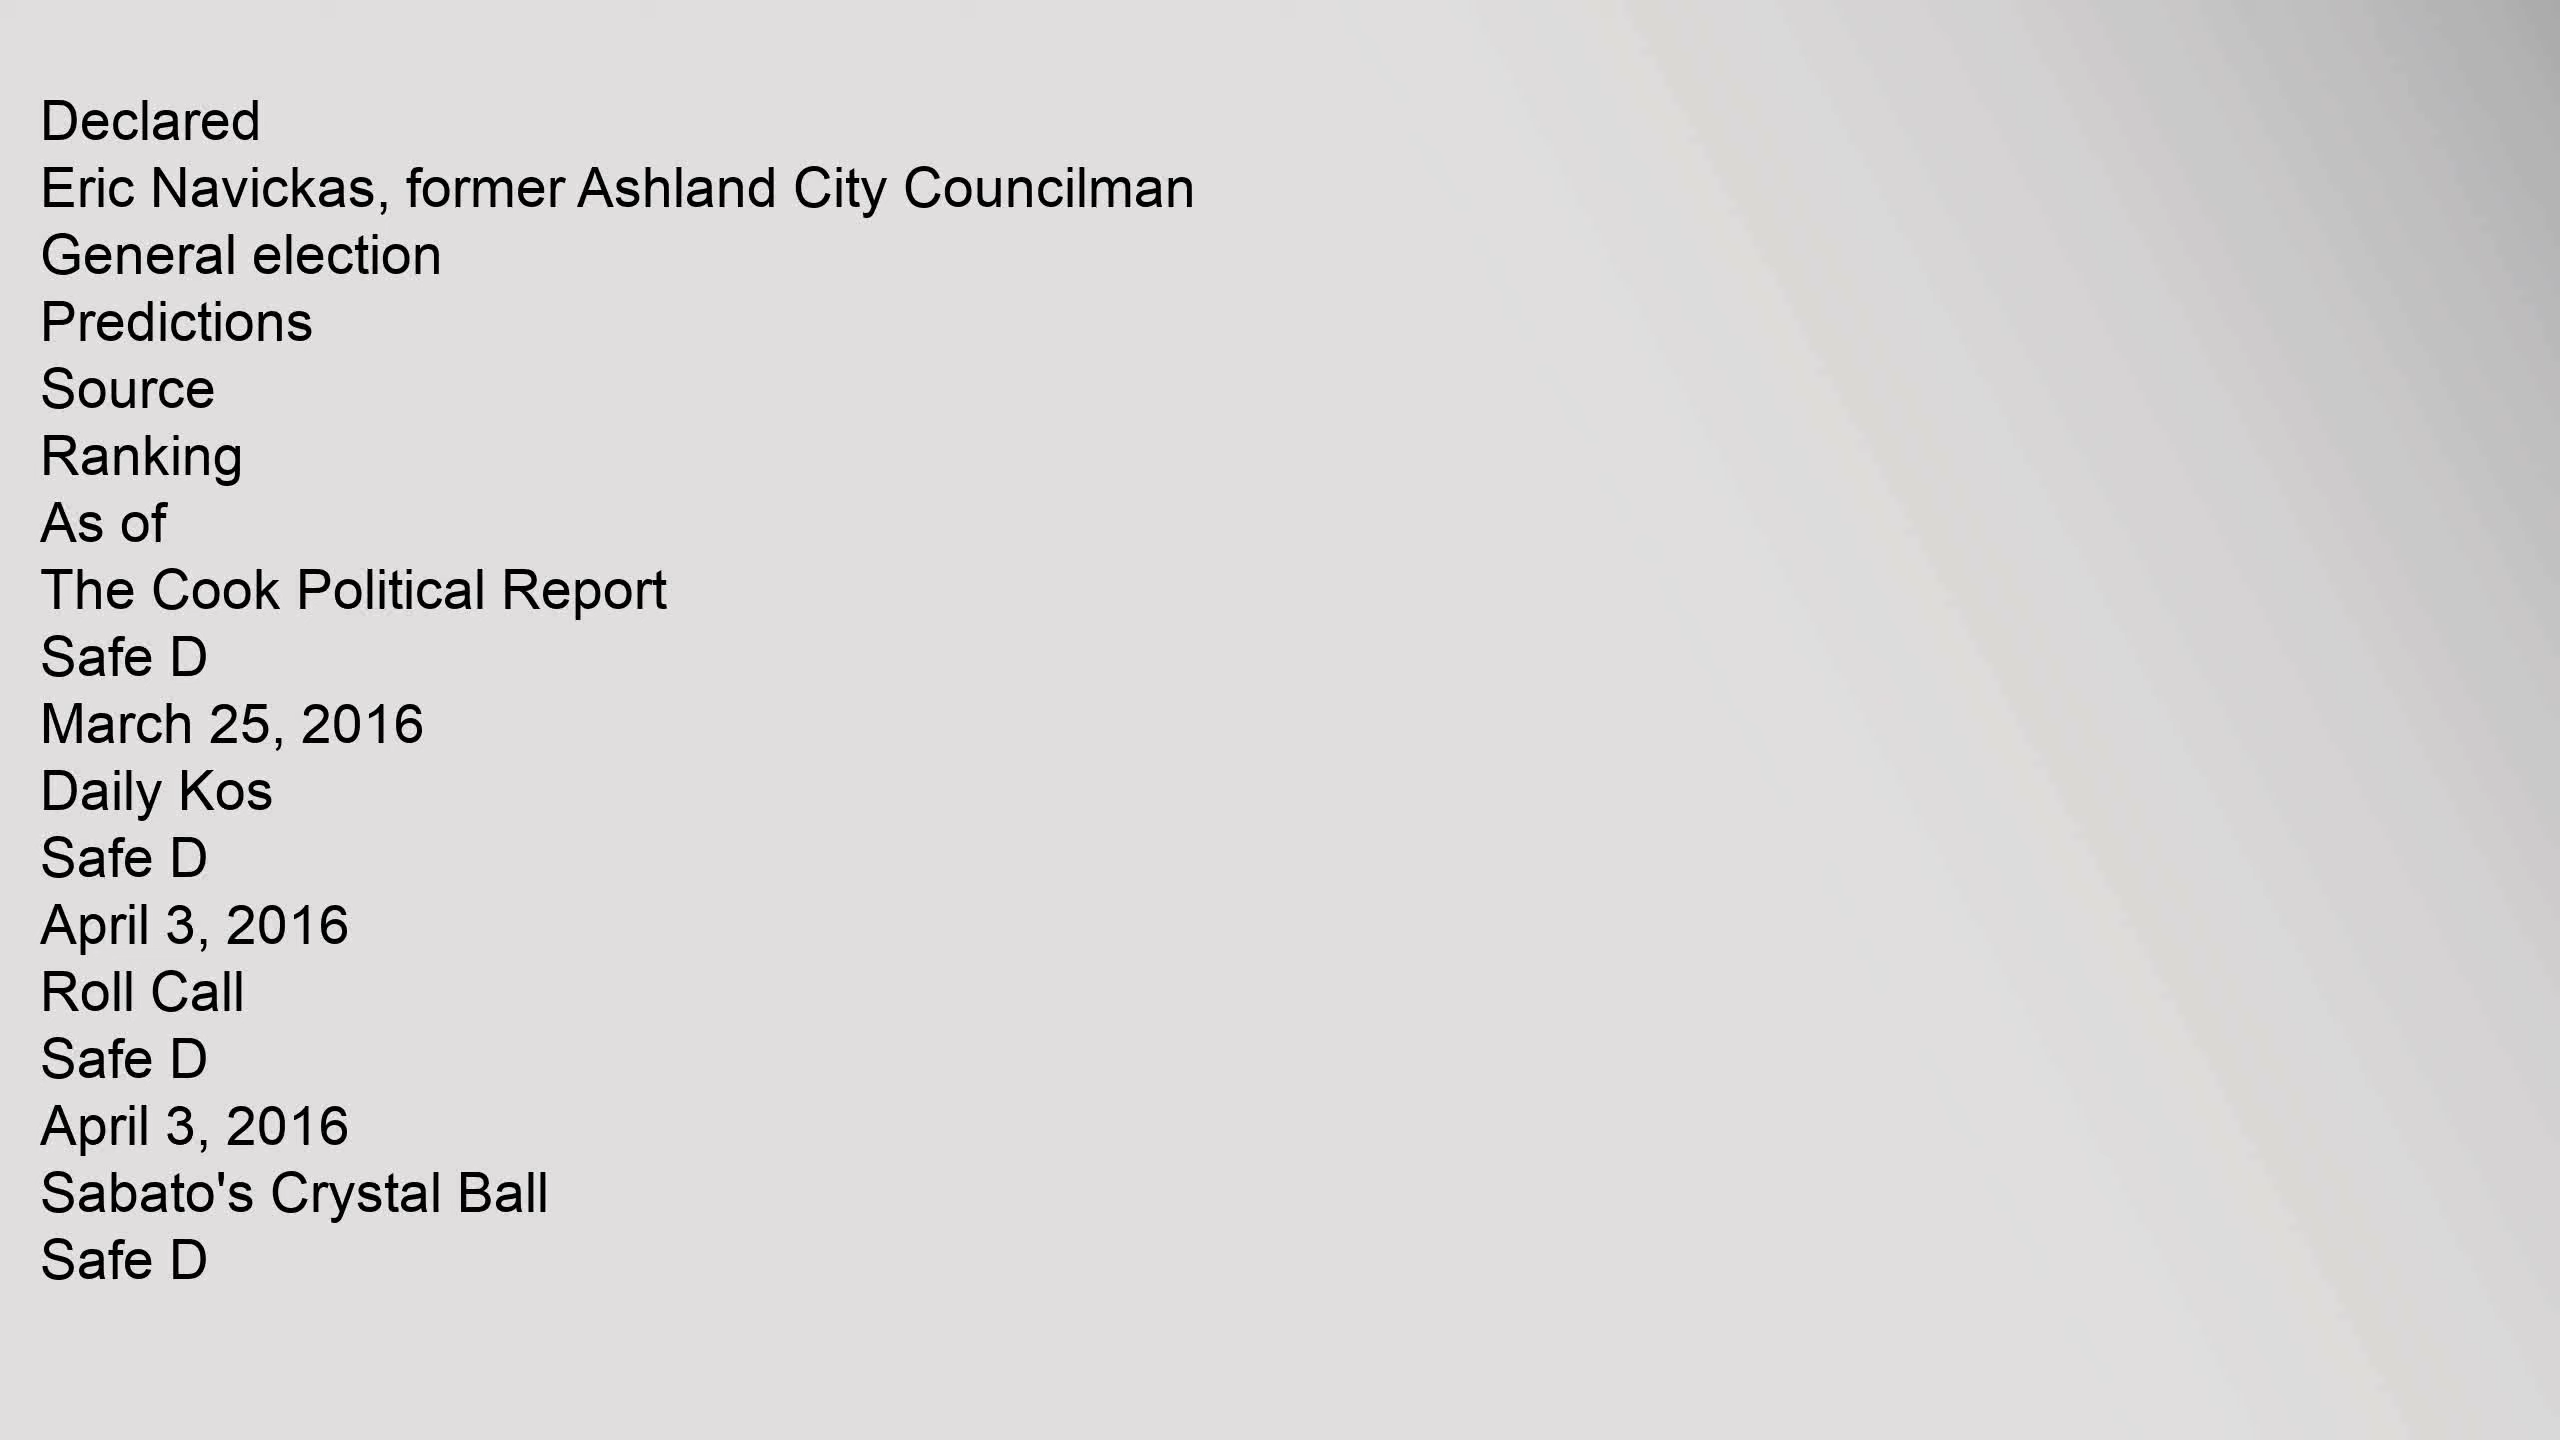 Declared
Eric Navickas, former Ashland City Councilman
General election
Predictions
Source
Ranking
As of
The Cook Political Report
Safe D
March 25, 2016
Daily Kos
Safe D
April 3, 2016
Roll Call
Safe D
April 3, 2016
Sabato's Crystal Ball
Safe D